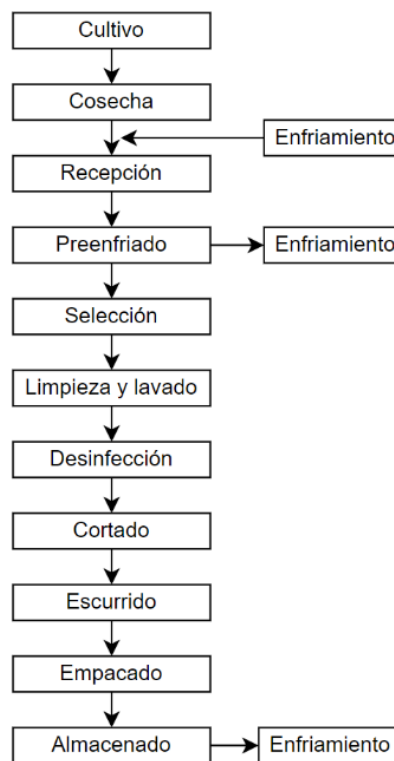 Cultivo
Cosecha
Enfriamiento
Recepción
Preenfriado
Enfriamiento
Selección
Limpieza y lavado
Desinfección
Cortado
Escurrido
Empacado
Almacenado
Enfriamiento